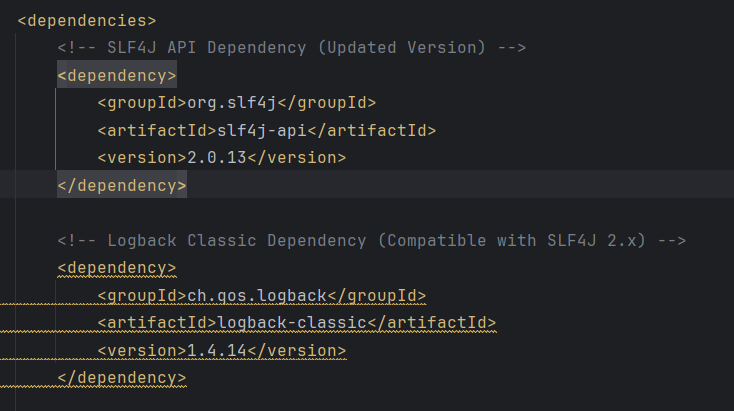 <dependencies>
<!-- SLF4J API Dependency (Updated Version) -->
<dependency>
<groupId>org.slf4j</groupId>
<artifactId>slf4j-api</artifactId>
<version>2.0.13</version>
</dependency>
<!-- Logback Classic Dependency (Compatible with SLF4J 2.x) -->
<dependency>
<groupId>ch.qos.logback</groupId>
<artifactId>logback-classic</artifactId>
<version>1.4.14</version>
</dependency>